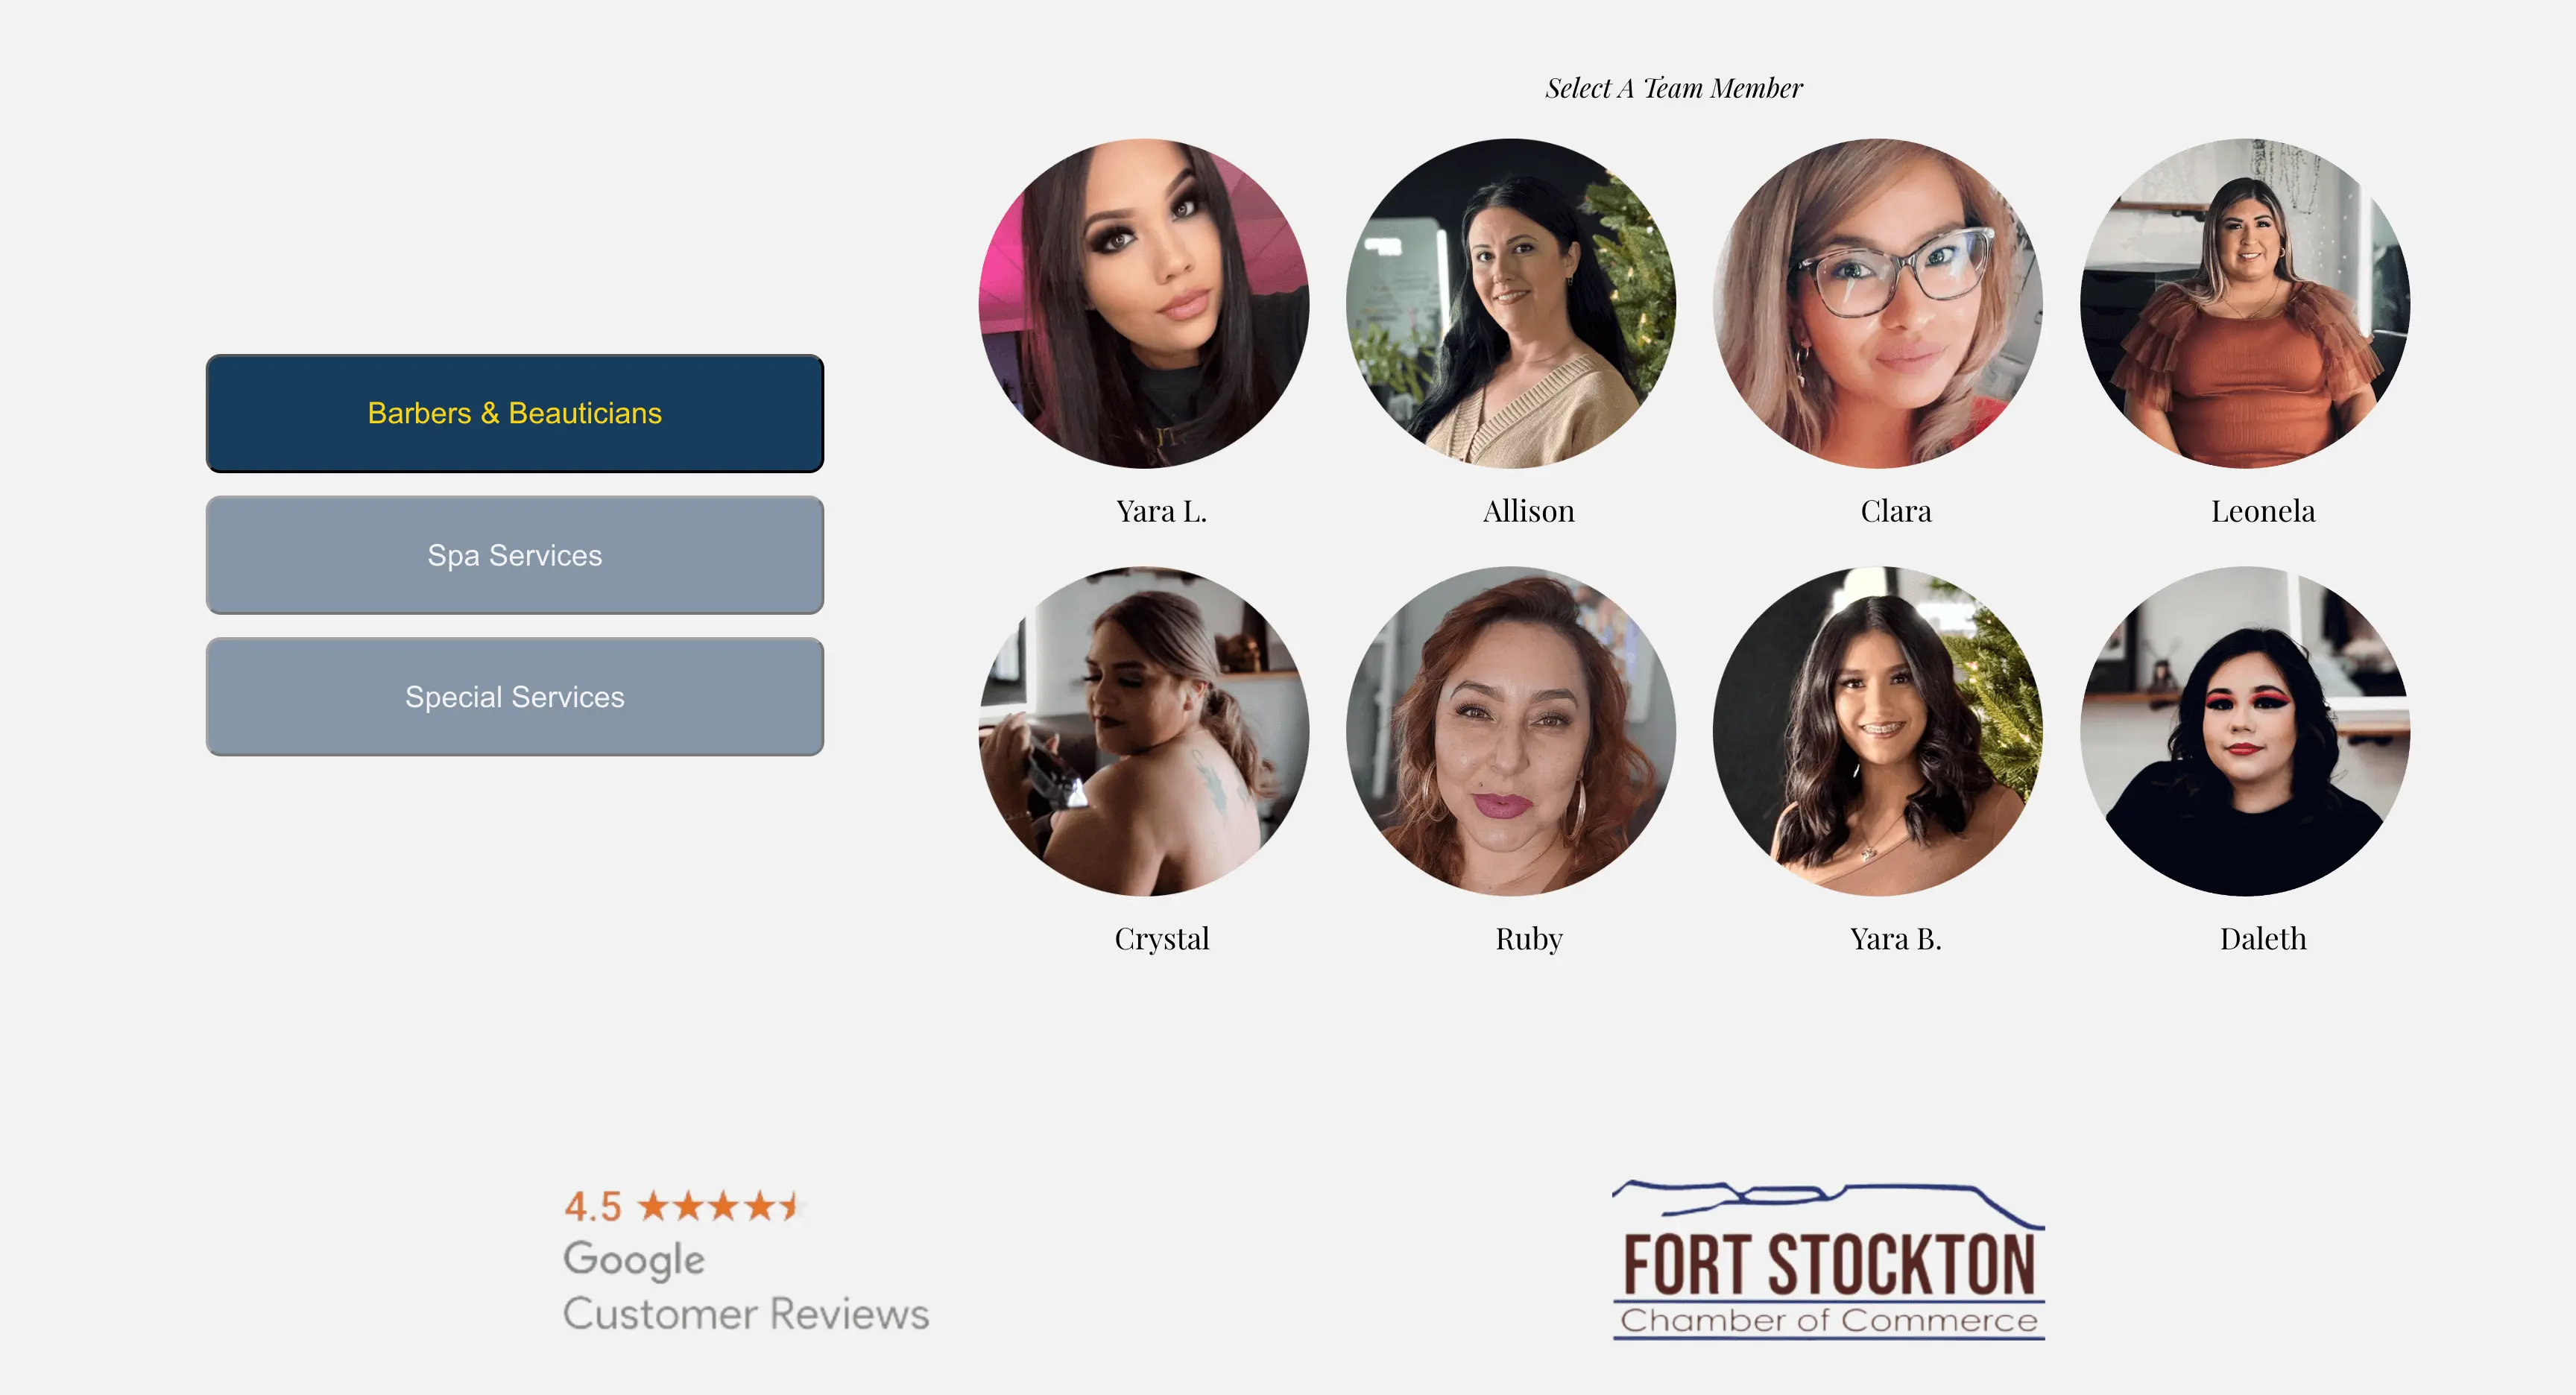 Select A Team Member
Barbers & Beauticians
Spa Services
Special Services
Yara L.
Allison
Clara
Leonela
Crystal
Ruby
Yara B.
Daleth
4.5
Google
Customer Reviews
FORT STOCKTON
Chamber of Commerce